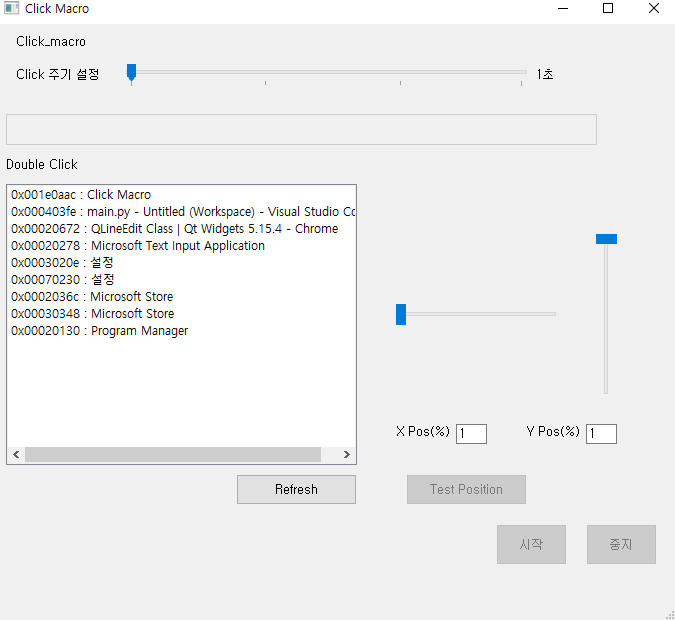 Click Macro
Click_macro
Click 주기 설정
1초
Double Click
0x001e0aac : Click Macro
0x000403fe : main.py - Untitled (Workspace) - Visual Studio
0x00020672 : QLineEdit Class | Qt Widgets 5.15.4 - Chrome
0x00020278 : Microsoft Text Input Application
0x0003020e : 설정
0x00070230 : 설정
0x0002036c : Microsoft Store
0x00030348 : Microsoft Store
0x00020130 : Program Manager
X Pos(%) 1
Y Pos(%) 1
Refresh
Test Position
시작
중지